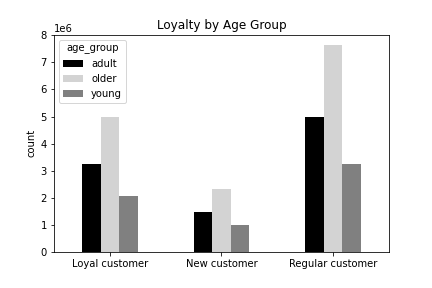 Loyalty by Age Group
1e6
8
7
6
5
4
3
2
1
0
count
age_group
adult
older
young
Loyal customer
New customer
Regular customer